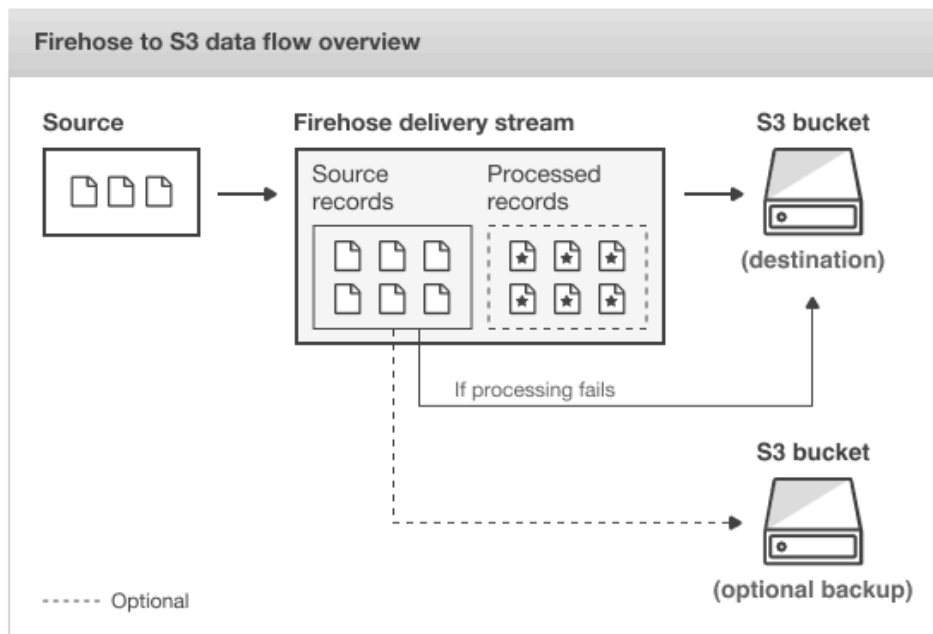 Firehose to S3 data flow overview
Source
Firehose delivery stream
S3 bucket
Source
records
Processed
records
(destination)
If processing fails
S3 bucket
(optional backup)
Optional